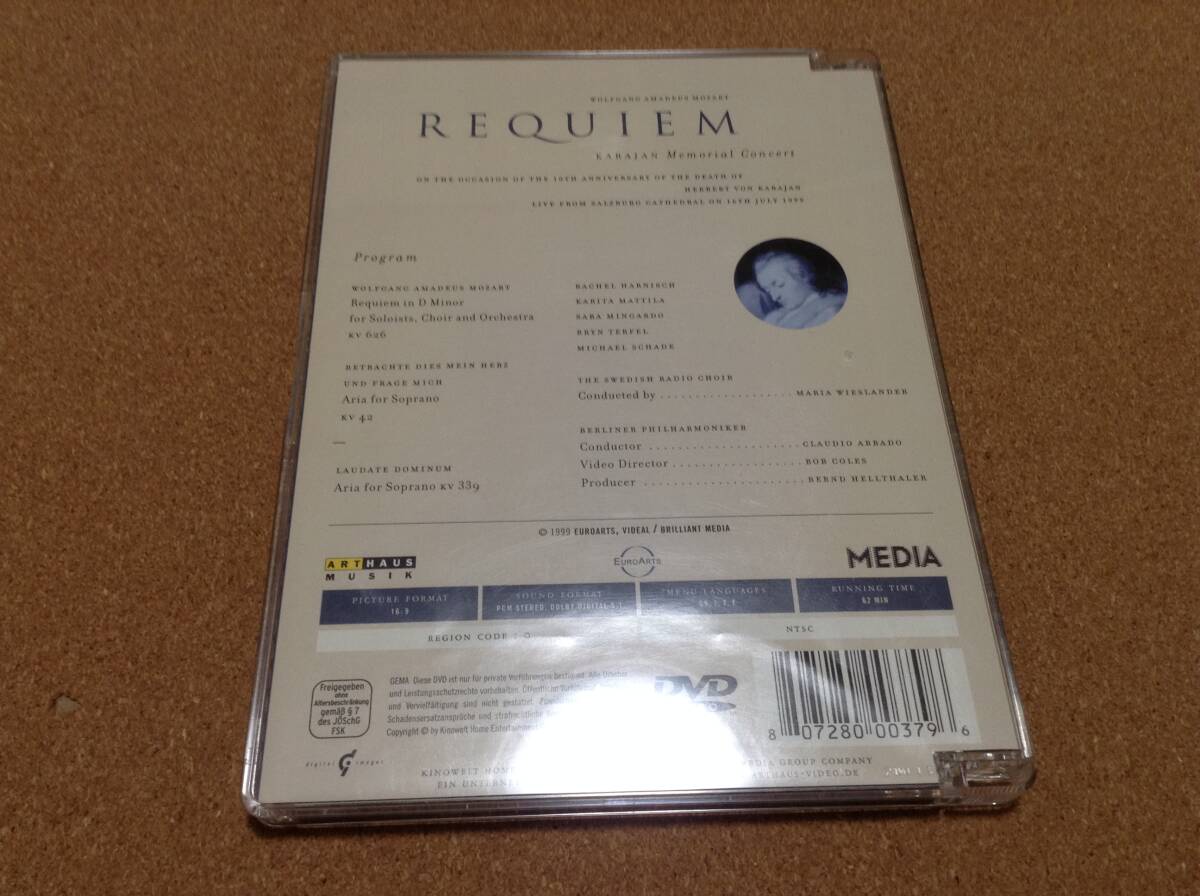 WOLFGANG AMADEUS MOZART
REQUIEM
KARAJAN Memorial Concert
ON THE OCCASION OF THE 10TH ANNIVERSARY OF THE DEATH OF
HERBERT VON KARAJAN
LIVE FROM SALZBURG CATHEDRAL ON 16TH JULY 1999
Program
WOLFGANG AMADEUS MOZART
Requiem in D Minor
for Soloists, Choir and Orchestra
KV 626
BETRACHTE DIES MEIN HERZ
UND FRAGE MICH
Aria for Soprano
KV 42
LAUDATE DOMINUM
Aria for Soprano KV 339
RACHEL HARNISCH
KARITA MATTILA
SARA MINGARDO
BRYN TERFEL
MICHAEL SCHADE
THE SWEDISH RADIO CHOIR
Conducted by .................... MARIA WIESLANDER
BERLINER PHILHARMONIKER
Conductor ...................... CLAUDIO ABBADO
Video Director .................. BOB COLES
Producer ....................... BERND HELLTHALER
© 1999 EUROARTS, VIDEAL / BRILLIANT MEDIA
ARTHAUS
MUSIK
EUROARTS
MEDIA
PICTURE FORMAT
16:9
SOUND FORMAT
PCM STEREO, DOLBY DIGITAL 5.1
MENU LANGUAGES
RUNNING TIME
62 MIN
REGION CODE : 0
NTSC
Freigegeben
ohne
Altersbeschränkung
gemäß § 7
des JÖSchG
FSK
GEMA Diese DVD ist nur für private Vorführungen bestimmt. Alle Urheber
und Leistungsschutzrechte vorbehalten. Öffentliche
und Vervielfältigung sind nicht gestattet.
Schadensersatzansprüche und strafrechtliche
Copyright © by Kinowelt Home Entertainment
DVD
8 07280 00379 6
digital images
KINOWELT HOME
EIN UNTERNE
MEDIA GROUP COMPANY
ARTHAUS-VIDEO.DE